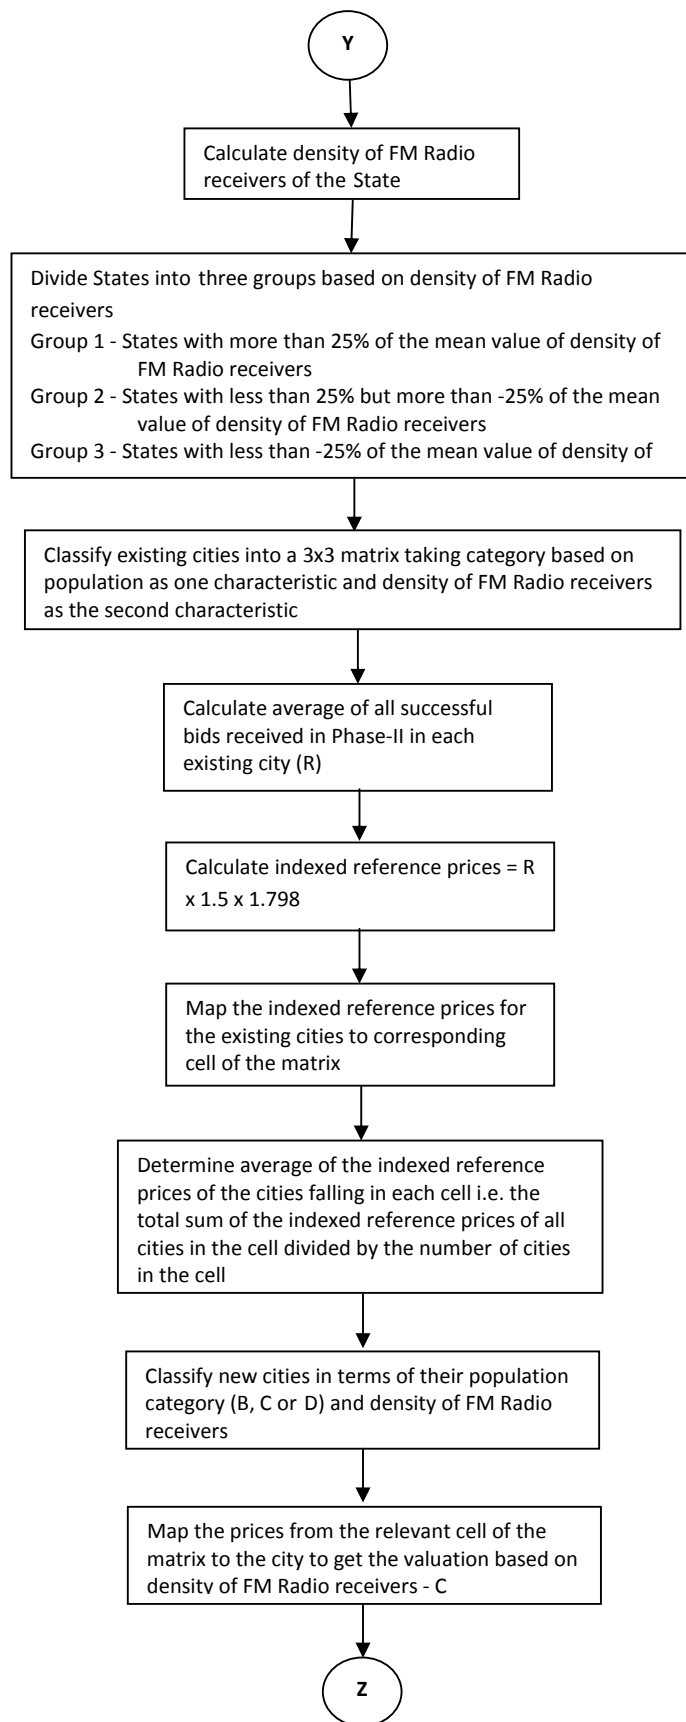 Y
Calculate density of FM Radio
receivers of the State
Divide States into three groups based on density of FM Radio
receivers
Group 1 - States with more than 25% of the mean value of density of
FM Radio receivers
Group 2 - States with less than 25% but more than -25% of the mean
value of density of FM Radio receivers
Group 3 - States with less than -25% of the mean value of density of
Classify existing cities into a 3x3 matrix taking category based on
population as one characteristic and density of FM Radio receivers
as the second characteristic
Calculate average of all successful
bids received in Phase-II in each
existing city (R)
Calculate indexed reference prices = R
x 1.5 x 1.798
Map the indexed reference prices for
the existing cities to corresponding
cell of the matrix
Determine average of the indexed reference
prices of the cities falling in each cell i.e. the
total sum of the indexed reference prices of all
cities in the cell divided by the number of cities
in the cell
Classify new cities in terms of their population
category (B, C or D) and density of FM Radio
receivers
Map the prices from the relevant cell of the
matrix to the city to get the valuation based on
density of FM Radio receivers - C
Z